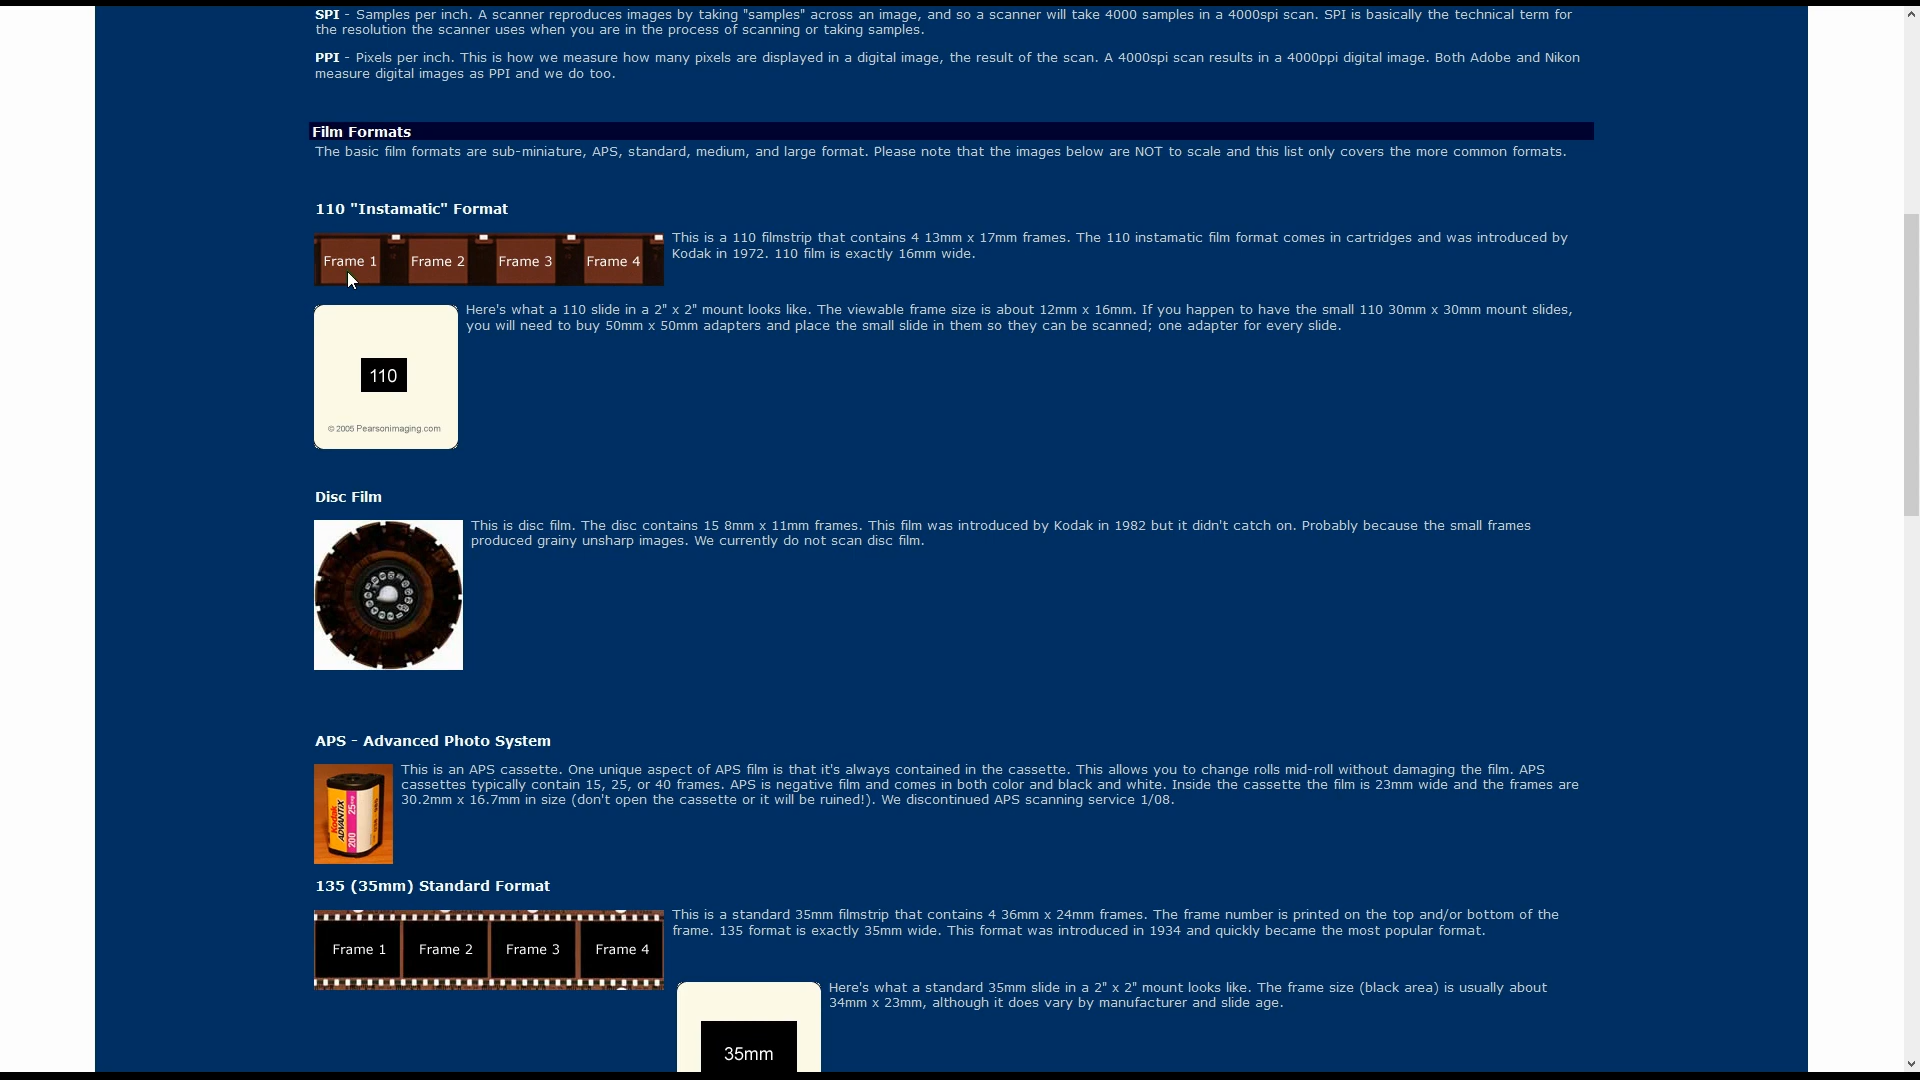 SPI - Samples per inch. A scanner reproduces images by taking "samples" across an image, and so a scanner will take 4000 samples in a 4000spi scan. SPI is basically the technical term for
the resolution the scanner uses when you are in the process of scanning or taking samples.
PPI - Pixels per inch. This is how we measure how many pixels are displayed in a digital image, the result of the scan. A 4000spi scan results in a 4000ppi digital image. Both Adobe and Nikon
measure digital images as PPI and we do too.
Film Formats
The basic film formats are sub-miniature, APS, standard, medium, and large format. Please note that the images below are NOT to scale and this list only covers the more common formats.
110 "Instamatic" Format
Frame 1 Frame 2 Frame 3 Frame 4
This is a 110 filmstrip that contains 4 13mm x 17mm frames. The 110 instamatic film format comes in cartridges and was introduced by
Kodak in 1972. 110 film is exactly 16mm wide.
Here's what a 110 slide in a 2" x 2" mount looks like. The viewable frame size is about 12mm x 16mm. If you happen to have the small 110 30mm x 30mm mount slides,
you will need to buy 50mm x 50mm adapters and place the small slide in them so they can be scanned; one adapter for every slide.
110
© 2005 Pearsonimaging.com
Disc Film
This is disc film. The disc contains 15 8mm x 11mm frames. This film was introduced by Kodak in 1982 but it didn't catch on. Probably because the small frames
produced grainy unsharp images. We currently do not scan disc film.
APS - Advanced Photo System
This is an APS cassette. One unique aspect of APS film is that it's always contained in the cassette. This allows you to change rolls mid-roll without damaging the film. APS
cassettes typically contain 15, 25, or 40 frames. APS is negative film and comes in both color and black and white. Inside the cassette the film is 23mm wide and the frames are
30.2mm x 16.7mm in size (don't open the cassette or it will be ruined!). We discontinued APS scanning service 1/08.
Kodak
ADVANTiX
200 25
135 (35mm) Standard Format
Frame 1 Frame 2 Frame 3 Frame 4
This is a standard 35mm filmstrip that contains 4 36mm x 24mm frames. The frame number is printed on the top and/or bottom of the
frame. 135 format is exactly 35mm wide. This format was introduced in 1934 and quickly became the most popular format.
Here's what a standard 35mm slide in a 2" x 2" mount looks like. The frame size (black area) is usually about
34mm x 23mm, although it does vary by manufacturer and slide age.
35mm